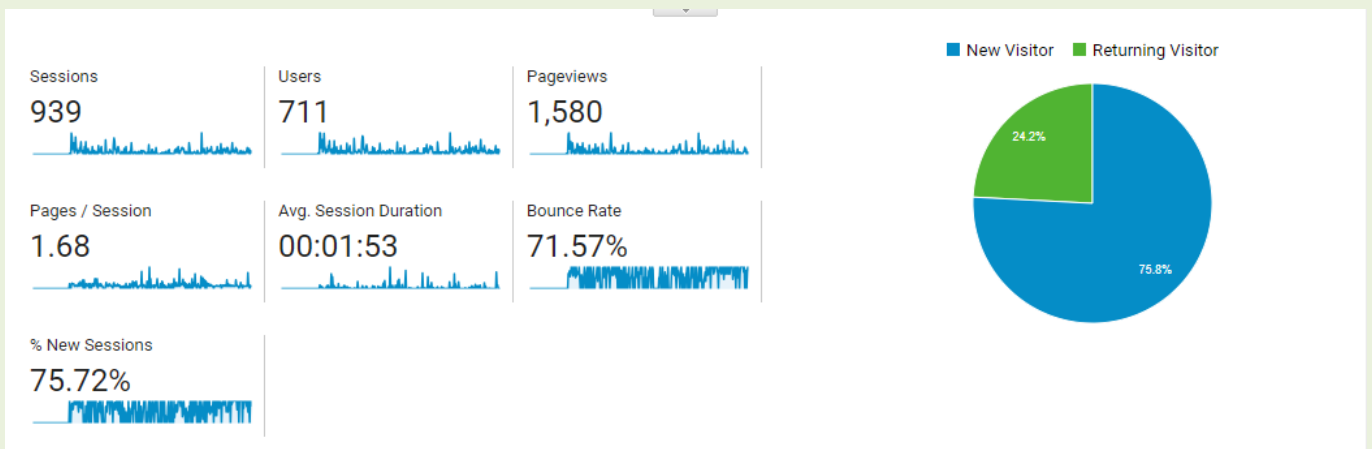 Sessions
939
Users
711
Pageviews
1,580
Pages / Session
1.68
Avg. Session Duration
00:01:53
Bounce Rate
71.57%
% New Sessions
75.72%
New Visitor
Returning Visitor
24.2%
75.8%